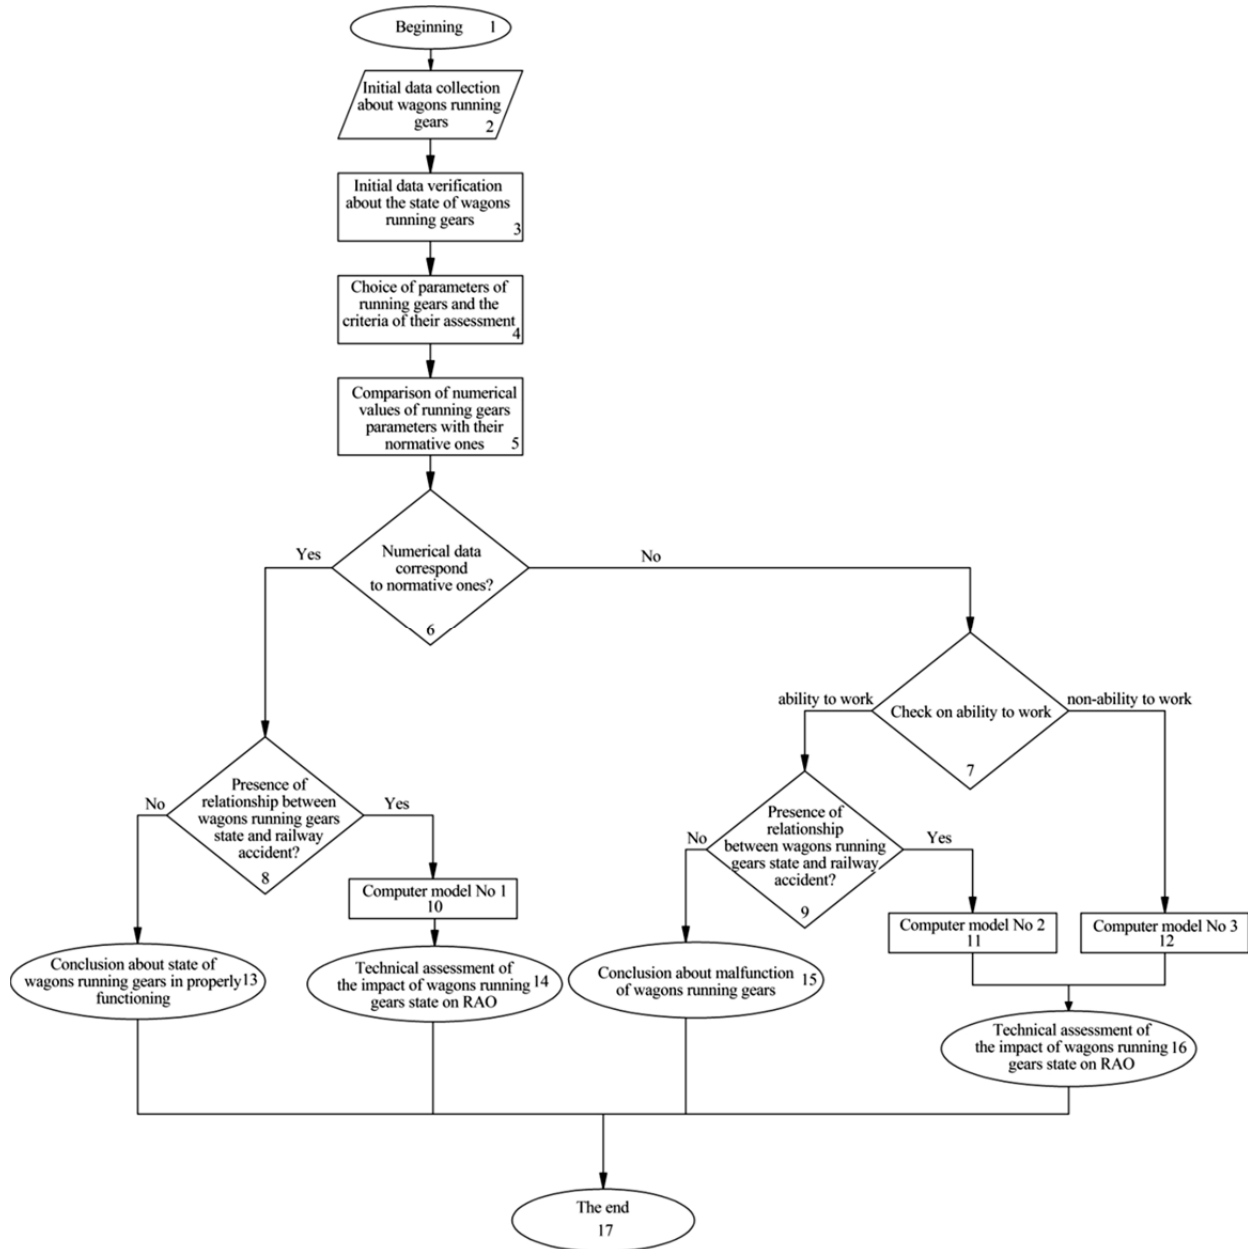 Beginning 1
Initial data collection
about wagons running
gears
2
Initial data verification
about the state of wagons
running gears
3
Choice of parameters of
running gears and the
criteria of their assessment
4
Comparison of numerical
values of running gears
parameters with their
normative ones 5
Yes
No
Numerical data
correspond
to normative ones?
6
ability to work
non-ability to work
Check on ability to work
7
No
Yes
Presence of
relationship between
wagons running gears
state and railway
accident?
8
No
Yes
Presence of
relationship
between wagons running
gears state and railway
accident?
9
Computer model No 1
10
Computer model No 2
11
Computer model No 3
12
Conclusion about state of
wagons running gears in properly 13
functioning
Technical assessment of
the impact of wagons running 14
gears state on RAO
Conclusion about malfunction 15
of wagons running gears
Technical assessment of
the impact of wagons running 16
gears state on RAO
The end
17